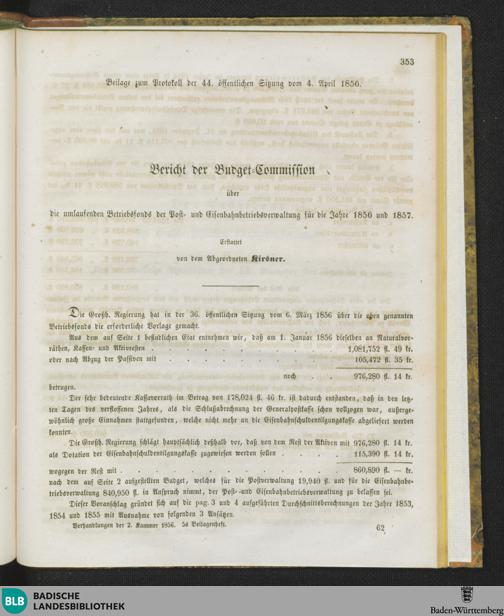 353
Beilage zum Protokoll der 44. öffentlichen Sitzung vom 4. April 1856.
Bericht der Budget-Commission
über
die umlaufenden Betriebsfonds der Post- und Eisenbahnbetriebsverwaltung für die Jahre 1856 und 1857.
Erstattet
von dem Abgeordneten Kirsner.
Die Großh. Regierung hat in der 36. öffentlichen Sitzung vom 6. März 1856 über die oben genannten
Betriebsfonds die erforderliche Vorlage gemacht.
Aus dem auf Seite 1 befindlichen Etat entnehmen wir, daß am 1. Januar 1856 dieselben an Naturalvor-
räthen, Kassen- und Aktivresten . . . . . . . 1,081,752 fl. 49 kr.
oder nach Abzug der Passiven mit . . . . . . . 105,472 fl. 35 kr.
noch . . . 976,280 fl. 14 kr.
betrugen.
Der sehr bedeutende Kassevorrath im Betrag von 178,024 fl. 46 kr. ist dadurch entstanden, daß in den letz-
ten Tagen des verflossenen Jahres, als die Schlußabrechnung der Generalpostkasse schon vollzogen war, außerge-
wöhnlich große Einnahmen stattgefunden, welche nicht mehr an die Eisenbahnschuldentilgungskasse abgeliefert werden
konnten.
Die Großh. Regierung schlägt hauptsächlich deßhalb vor, daß von dem Rest der Aktiven mit 976,280 fl. 14 kr.
als Dotation der Eisenbahnschuldentilgungskasse zugewiesen werden sollen . . . . 115,390 fl. 14 kr.
wogegen der Rest mit . . . . . . . . 860,890 fl. — kr.
nach dem auf Seite 2 aufgestellten Budget, welches für die Postverwaltung 19,940 fl. und für die Eisenbahnbe-
triebsverwaltung 840,950 fl. in Anspruch nimmt, der Post- und Eisenbahnbetriebsverwaltung zu belassen sei.
Dieser Voranschlag gründet sich auf die pag. 3 und 4 aufgeführten Durchschnittsberechnungen der Jahre 1853,
1854 und 1855 mit Ausnahme von folgenden 3 Ansätzen.
Verhandlungen der 2. Kammer 1856. 5s Beilagenheft. 62
BLB BADISCHE
LANDESBIBLIOTHEK
Baden-Württemberg